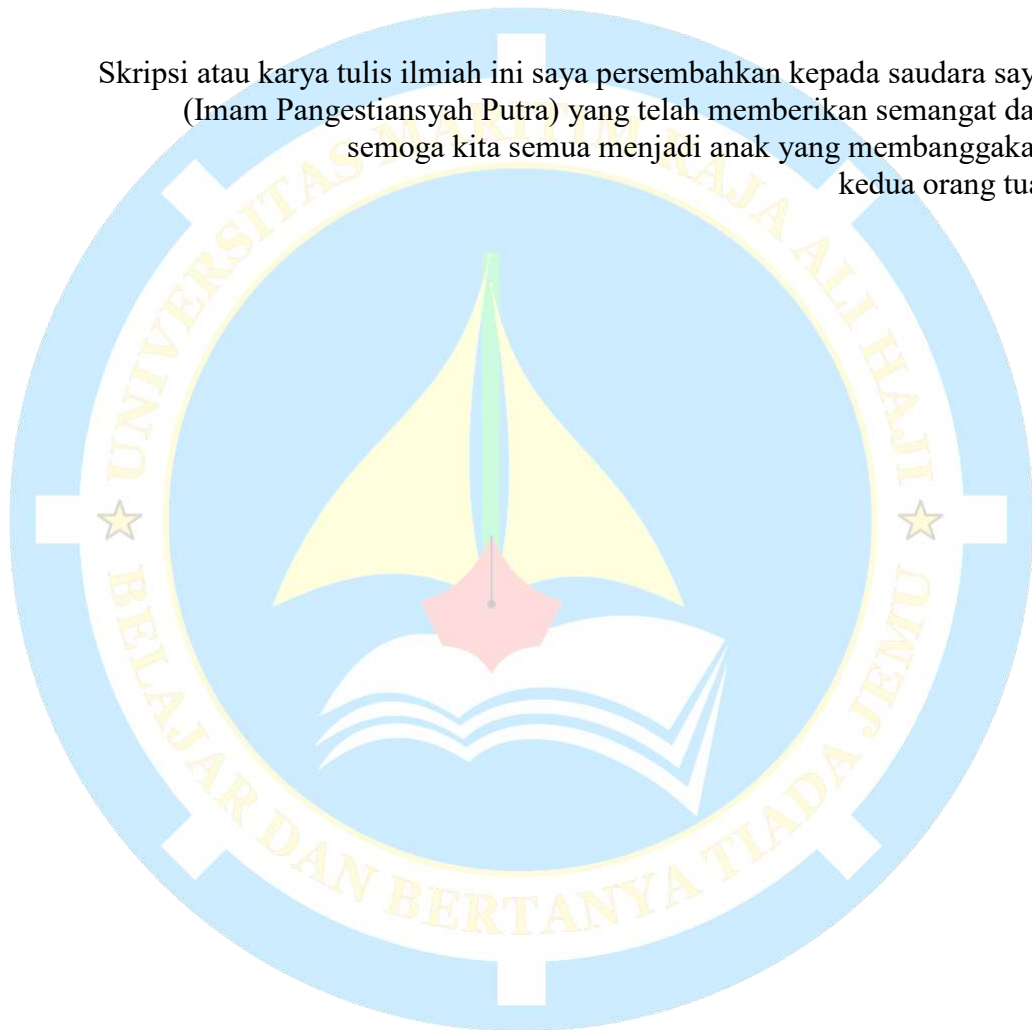 Skripsi atau karya tulis ilmiah ini saya persembahkan kepada saudara say
(Imam Pangestiansyah Putra) yang telah memberikan semangat da
semoga kita semua menjadi anak yang membanggaka
kedua orang tua
UNIVERSITAS MARITIM RAJA ALI HAJI
BELAJAR DAN BERTANYA TIADA JEMU